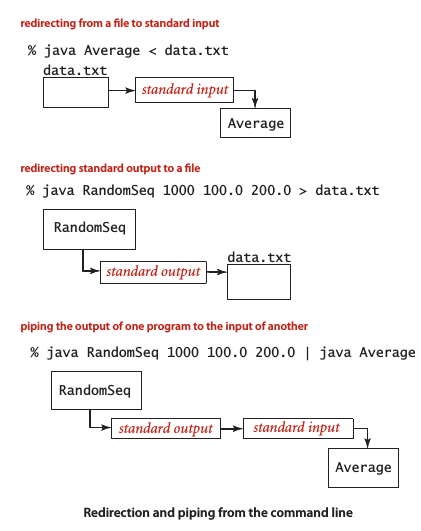 redirecting from a file to standard input
% java Average < data.txt
data.txt
standard input
Average
redirecting standard output to a file
% java RandomSeq 1000 100.0 200.0 > data.txt
RandomSeq
data.txt
standard output
piping the output of one program to the input of another
% java RandomSeq 1000 100.0 200.0 | java Average
RandomSeq
standard output
standard input
Average
Redirection and piping from the command line